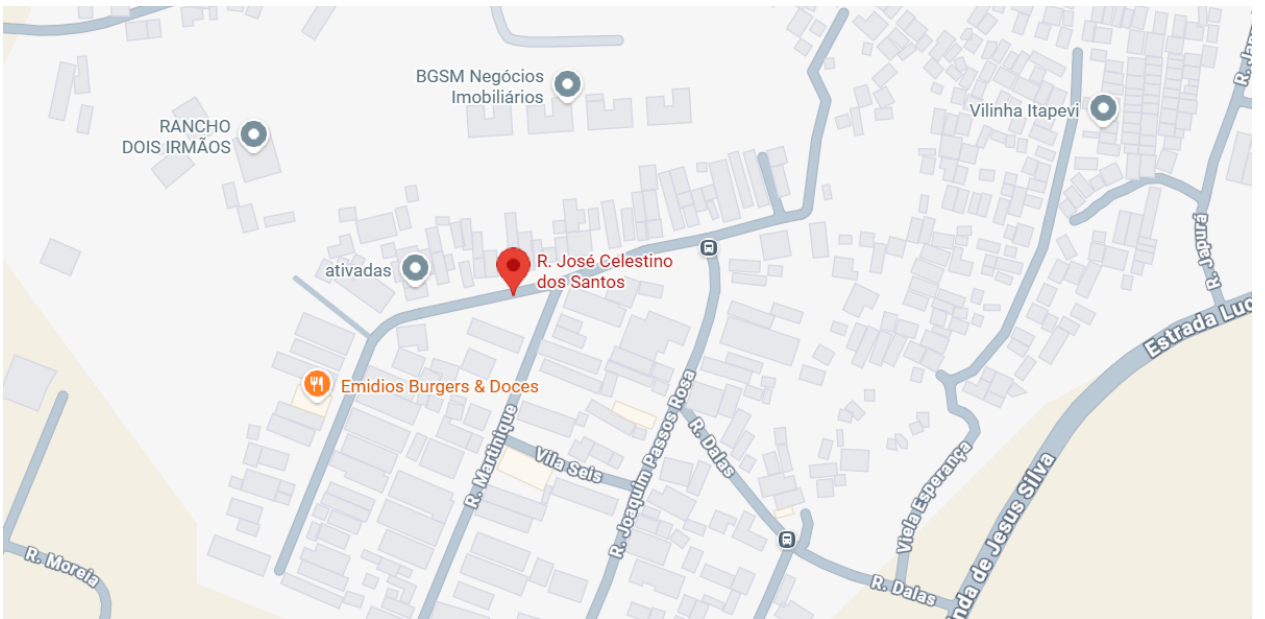 BGSM Negócios
Imobiliários
RANCHO
DOIS IRMÃOS
Vilinha Itapevi
R. Japurá
ativadas
R. José Celestino
dos Santos
Emidios Burgers & Doces
R. Martinique
Vila Seis
R. Joaquim Passos Rosa
R. Dalas
Viela Esperança
Estrada Luc
nda de Jesus Silva
R. Moreia
R. Dalas